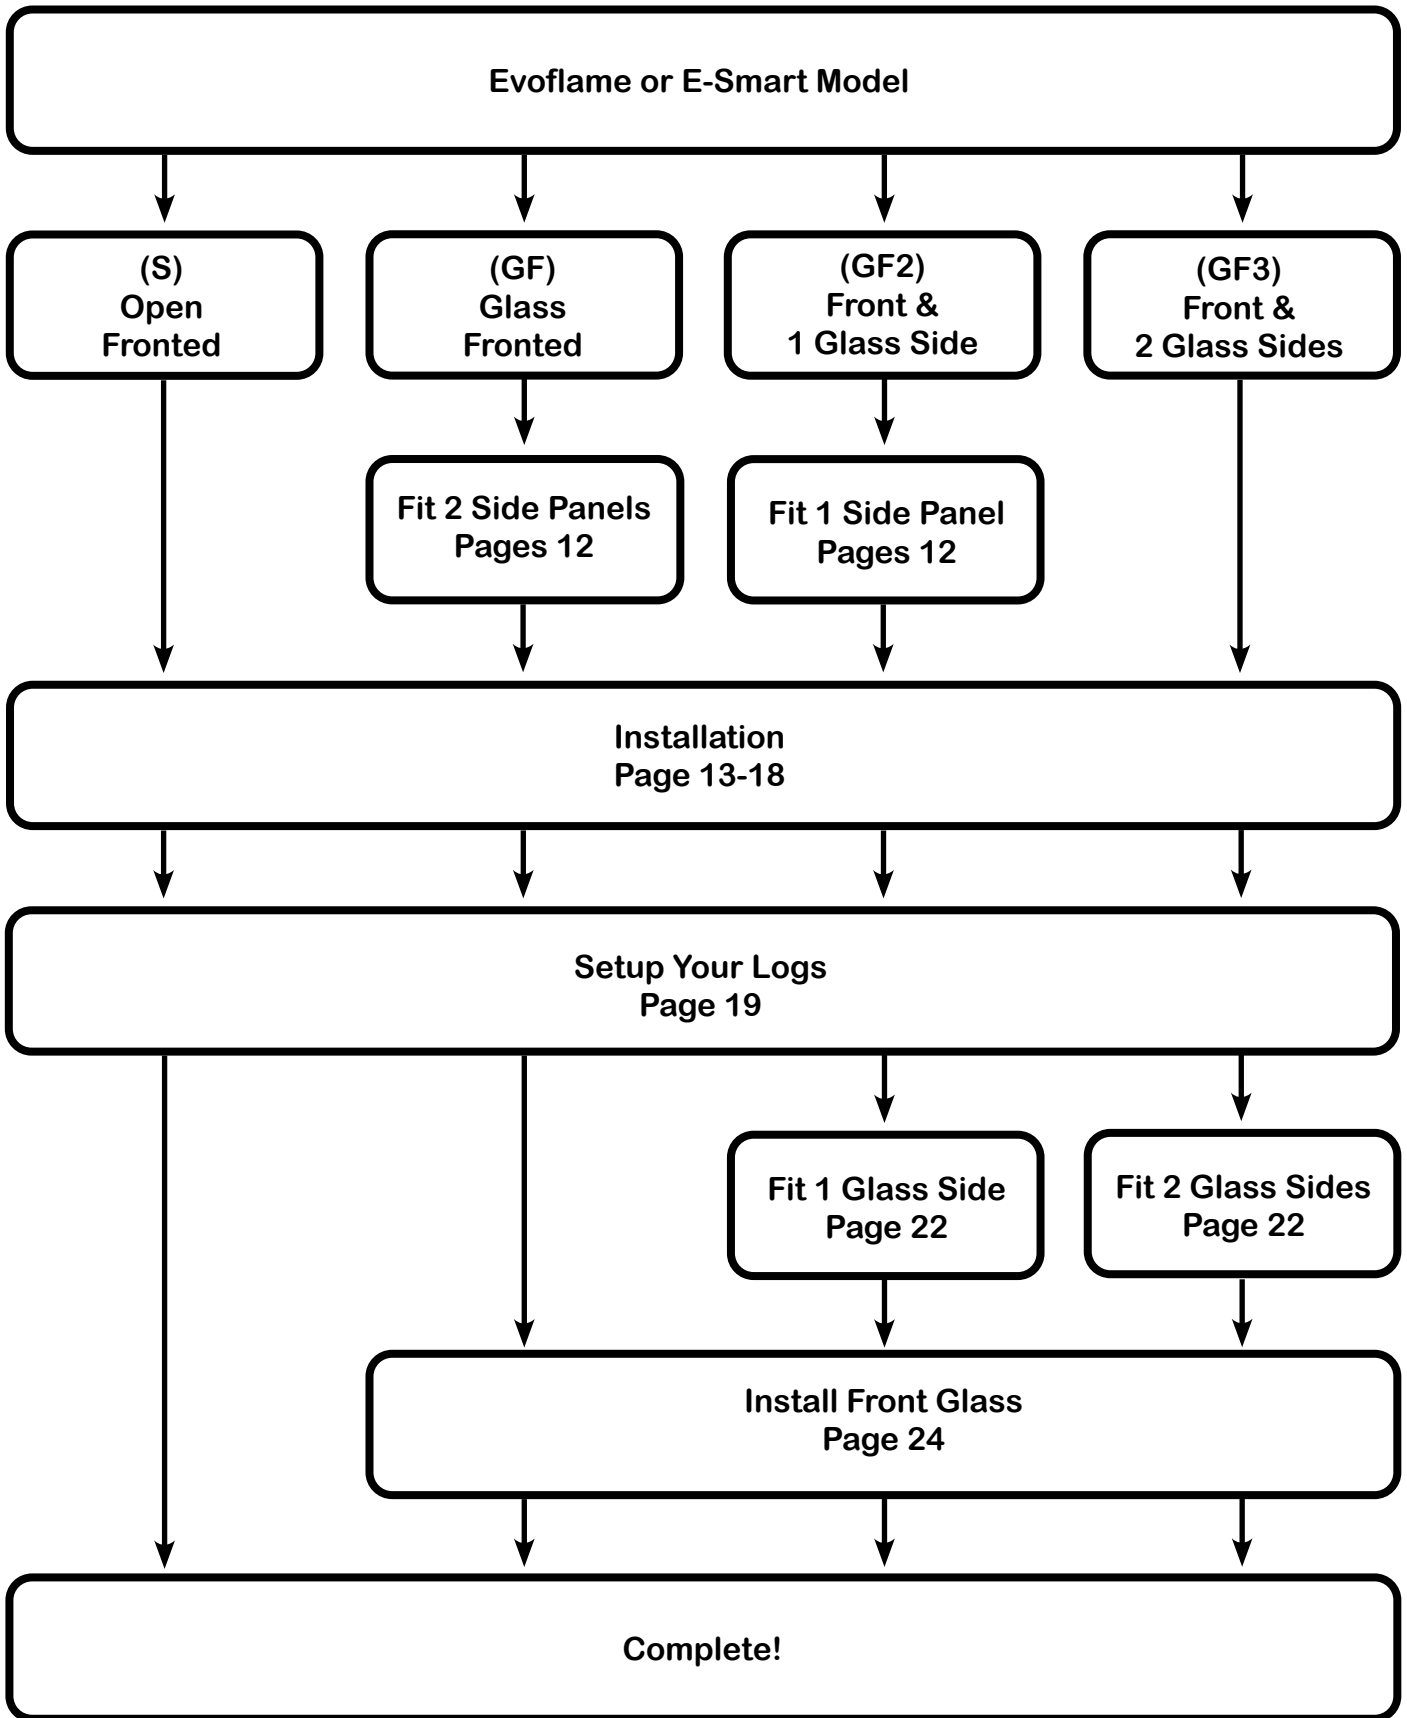 Evoflame or E-Smart Model
(S)
Open
Fronted
(GF)
Glass
Fronted
(GF2)
Front &
1 Glass Side
(GF3)
Front &
2 Glass Sides
Fit 2 Side Panels
Pages 12
Fit 1 Side Panel
Pages 12
Installation
Page 13-18
Setup Your Logs
Page 19
Fit 1 Glass Side
Page 22
Fit 2 Glass Sides
Page 22
Install Front Glass
Page 24
Complete!